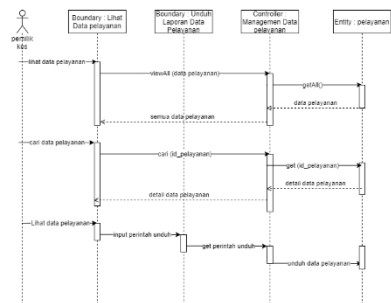 Boundary : Lihat
Data pelayanan
Boundary : Unduh
Laporan Data
Pelayanan
Controller :
Managemen Data
pelayanan
Entity : pelayanan
pemilik
kos
lihat data pelayanan
viewAll (data pelayanan)
getAll()
data pelayanan
semua data pelayanan
cari data pelayanan
cari (id_pelayanan)
get (id_pelayanan)
detail data pelayanan
detail data pelayanan
Lihat data pelayanan
input perintah unduh
get perintah unduh
unduh data pelayanan